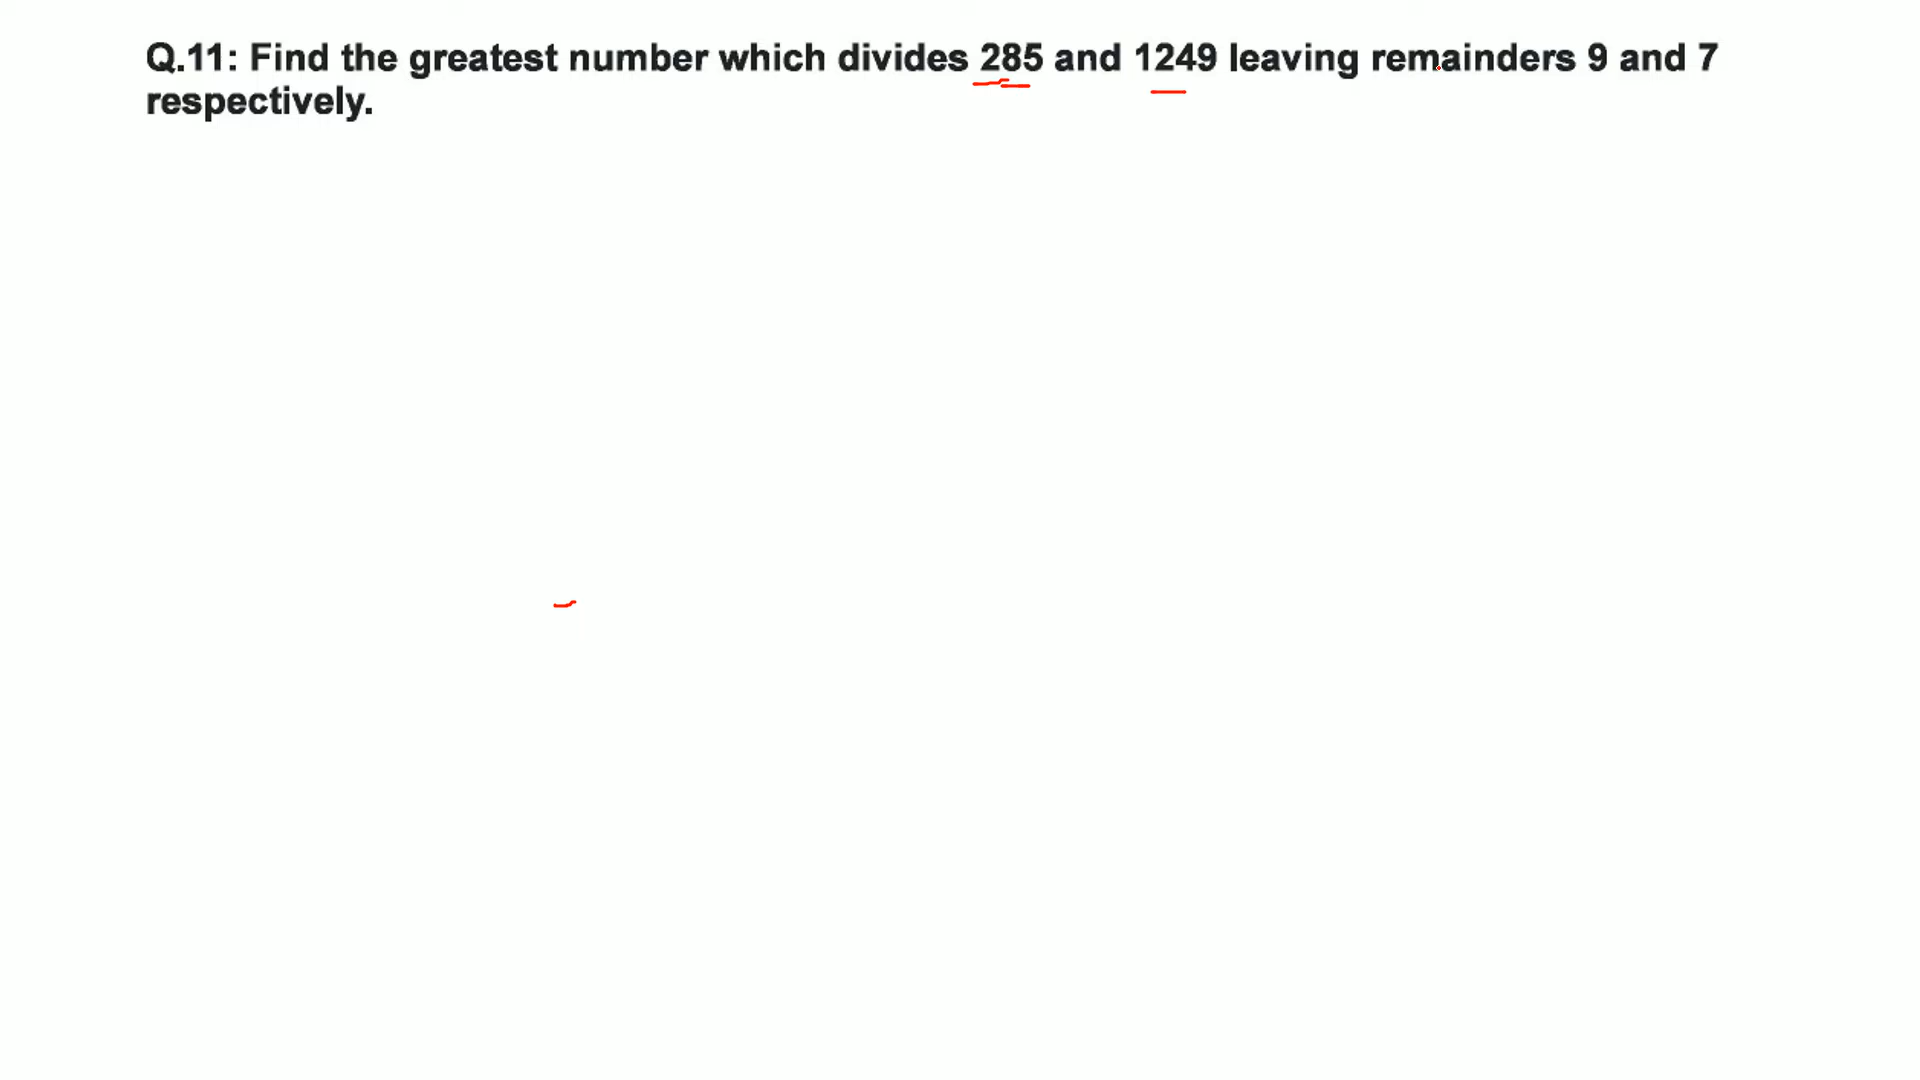 Q.11: Find the greatest number which divides 285 and 1249 leaving remainders 9 and 7
respectively.